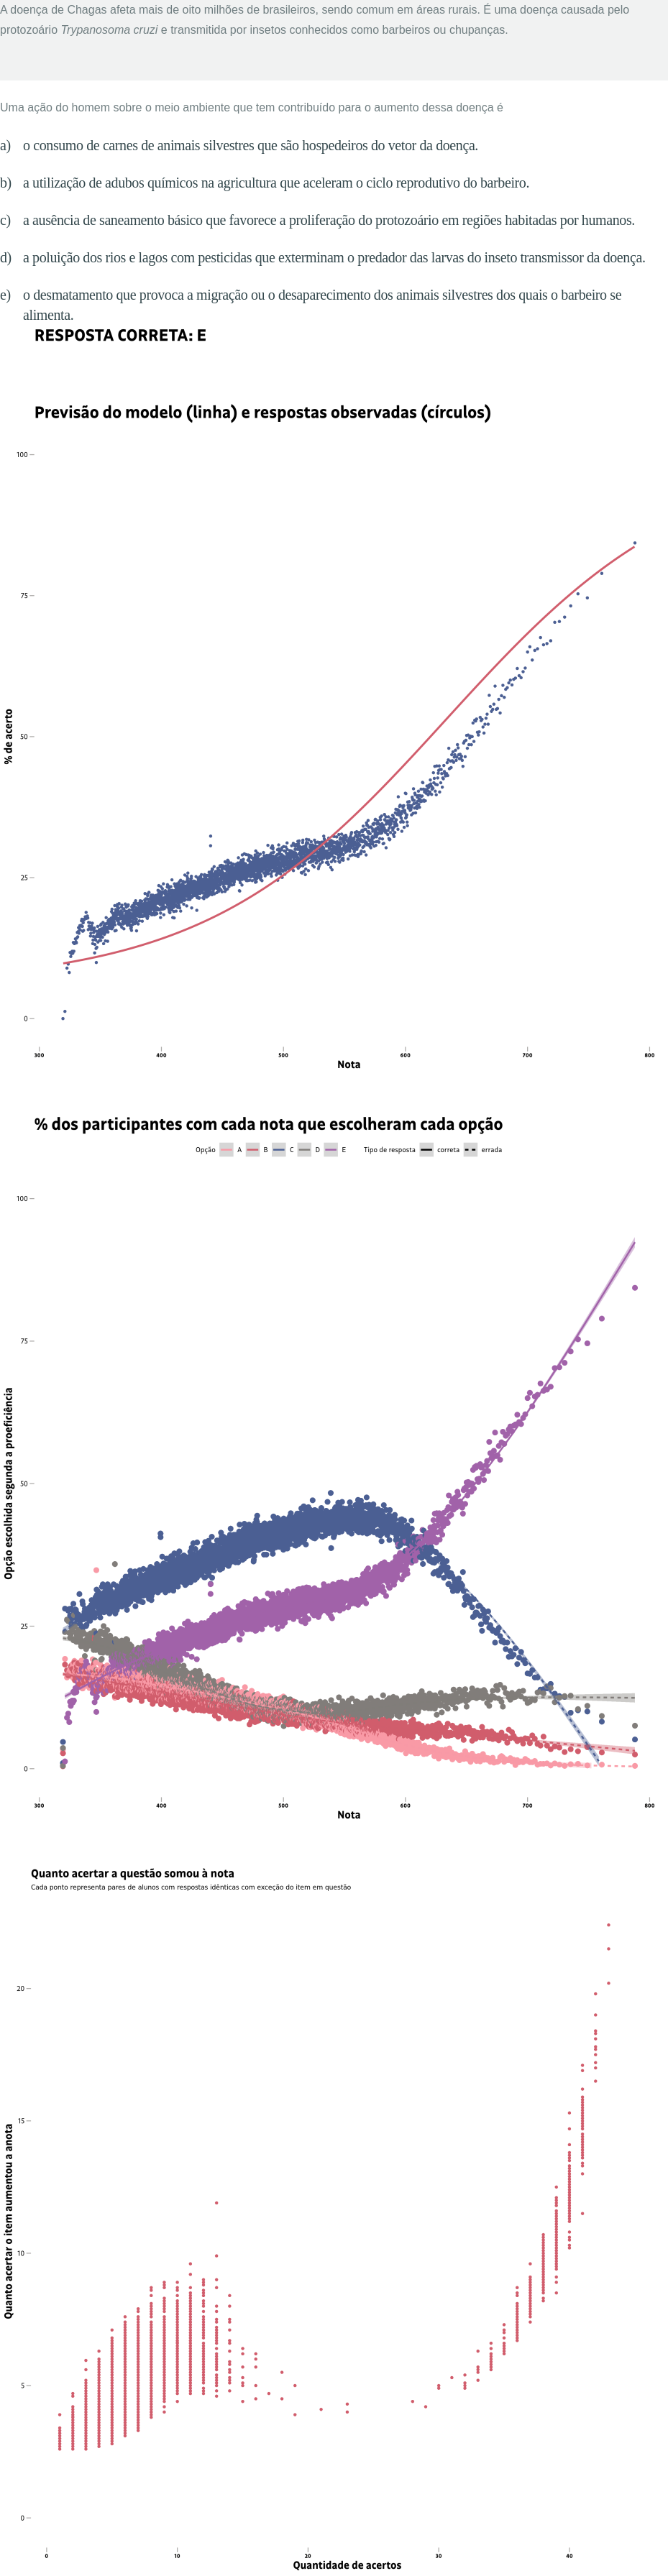 A doença de Chagas afeta mais de oito milhões de brasileiros, sendo comum em áreas rurais. É uma doença causada pelo
protozoário Trypanosoma cruzi e transmitida por insetos conhecidos como barbeiros ou chupanças.
Uma ação do homem sobre o meio ambiente que tem contribuído para o aumento dessa doença é
a) o consumo de carnes de animais silvestres que são hospedeiros do vetor da doença.
b) a utilização de adubos químicos na agricultura que aceleram o ciclo reprodutivo do barbeiro.
c) a ausência de saneamento básico que favorece a proliferação do protozoário em regiões habitadas por humanos.
d) a poluição dos rios e lagos com pesticidas que exterminam o predador das larvas do inseto transmissor da doença.
e) o desmatamento que provoca a migração ou o desaparecimento dos animais silvestres dos quais o barbeiro se
alimenta.
RESPOSTA CORRETA: E
Previsão do modelo (linha) e respostas observadas (círculos)
100
75
50
25
0
% de acerto
300 400 500 600 700 800
Nota
% dos participantes com cada nota que escolheram cada opção
Opção A B C D E Tipo de resposta correta errada
100
75
50
25
0
Opção escolhida segunda a proeficiência
300 400 500 600 700 800
Nota
Quanto acertar a questão somou à nota
Cada ponto representa pares de alunos com respostas idênticas com exceção do item em questão
20
15
10
5
0
Quanto acertar o item aumentou a anota
0 10 20 30 40
Quantidade de acertos